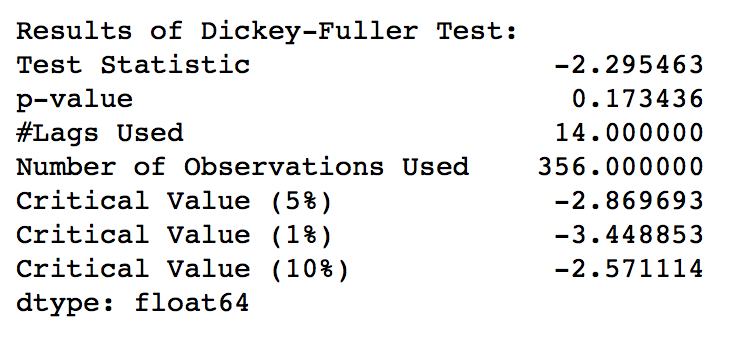 Results of Dickey-Fuller Test:
Test Statistic -2.295463
p-value 0.173436
#Lags Used 14.000000
Number of Observations Used 356.000000
Critical Value (5%) -2.869693
Critical Value (1%) -3.448853
Critical Value (10%) -2.571114
dtype: float64